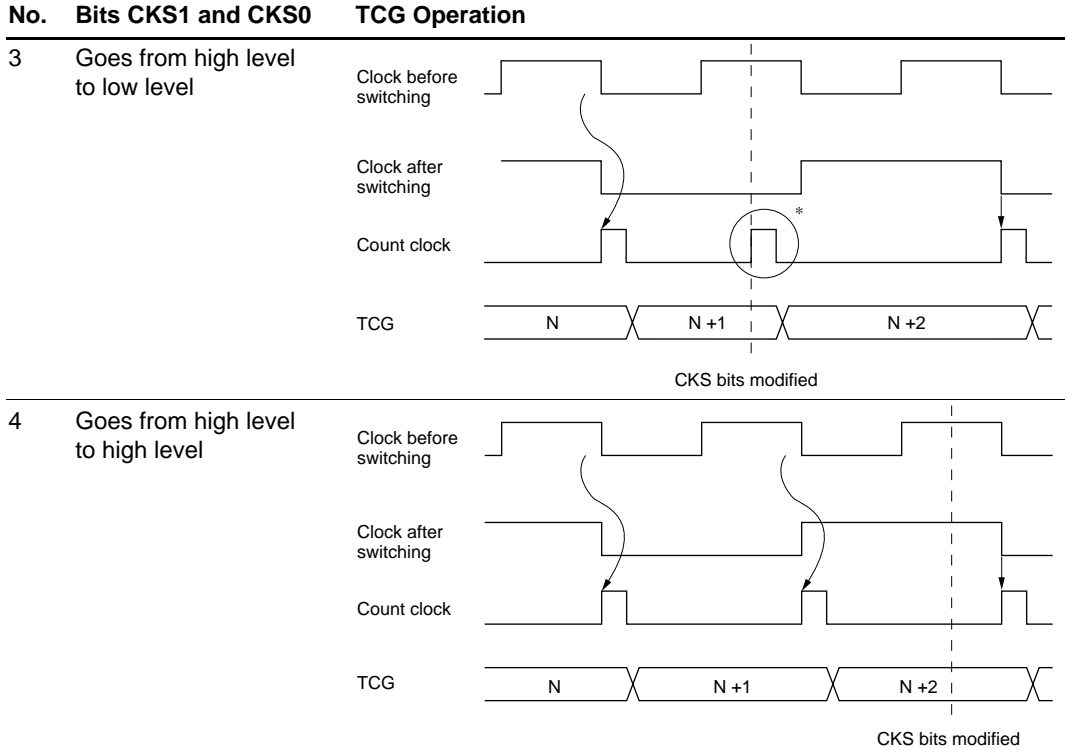 No. Bits CKS1 and CKS0 TCG Operation
3 Goes from high level
to low level
Clock before
switching
Clock after
switching
*
Count clock
TCG N N +1 N +2
CKS bits modified
4 Goes from high level
to high level
Clock before
switching
Clock after
switching
Count clock
TCG N N +1 N +2
CKS bits modified